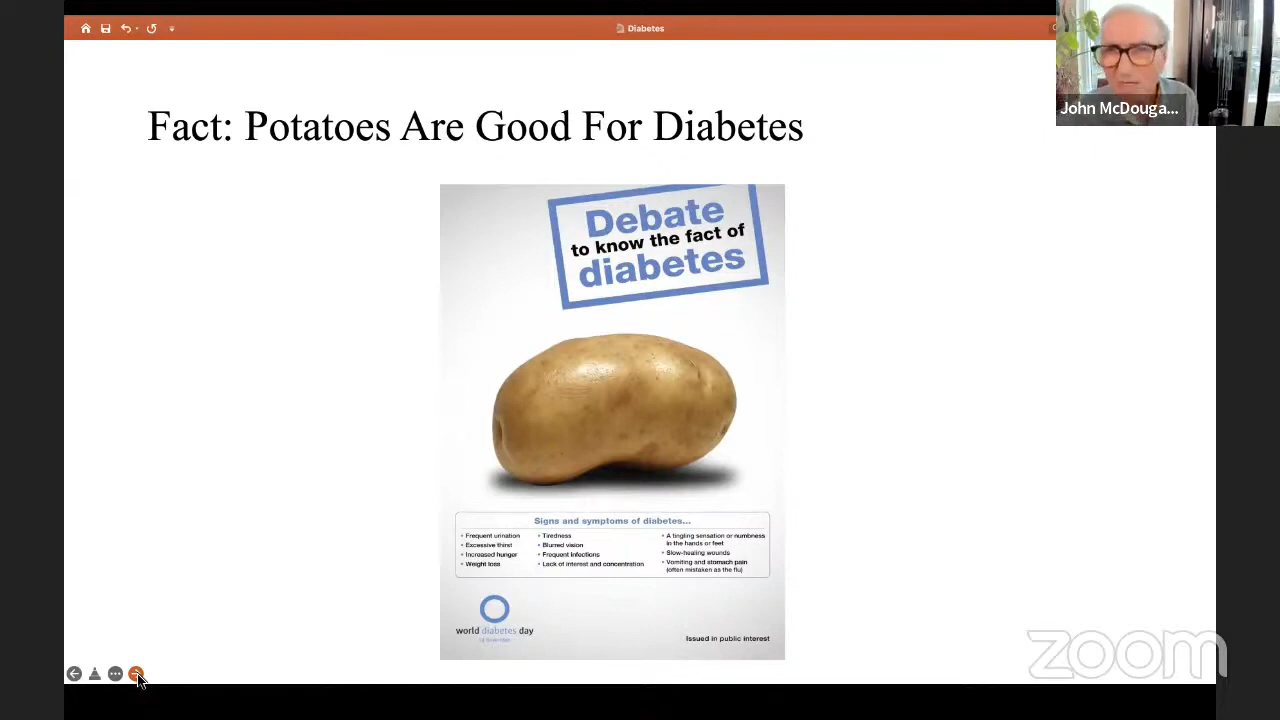 Diabetes
John McDouga...
Fact: Potatoes Are Good For Diabetes
Debate
to know the fact of
diabetes
Signs and symptoms of diabetes...
• Frequent urination
• Excessive thirst
• Increased hunger
• Weight loss
• Tiredness
• Blurred vision
• Frequent infections
• Lack of interest and concentration
• A tingling sensation or numbness
in the hands or feet
• Slow-healing wounds
• Vomiting and stomach pain
(often mistaken as the flu)
world diabetes day
14 November
Issued in public interest
zoom